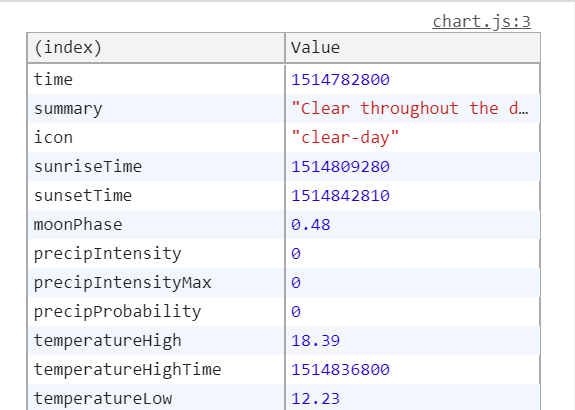 chart.js:3
(index) Value
time 1514782800
summary "Clear throughout the d…
icon "clear-day"
sunriseTime 1514809280
sunsetTime 1514842810
moonPhase 0.48
precipIntensity 0
precipIntensityMax 0
precipProbability 0
temperatureHigh 18.39
temperatureHighTime 1514836800
temperatureLow 12.23